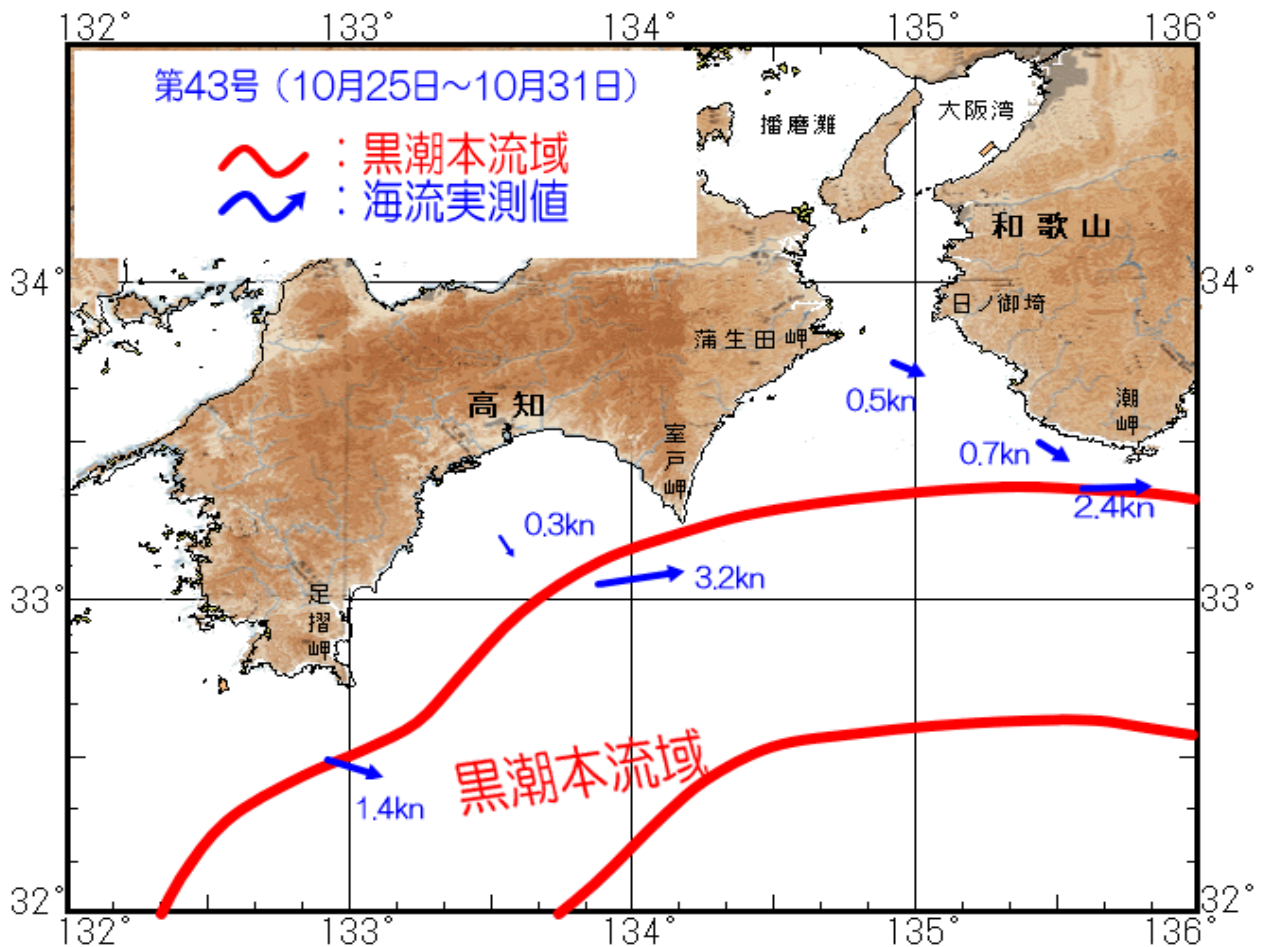 132° 133° 134° 135° 136°
第43号（10月25日～10月31日）
：黒潮本流域
：海流実測値
播磨灘
大阪湾
和歌山
34° 34°
日ノ御埼
蒲生田岬
0.5kn
高知
潮岬
室戸岬
0.7kn
2.4kn
0.3kn
3.2kn
33° 33°
足摺岬
黒潮本流域
1.4kn
32° 32°
132° 133° 134° 135° 136°